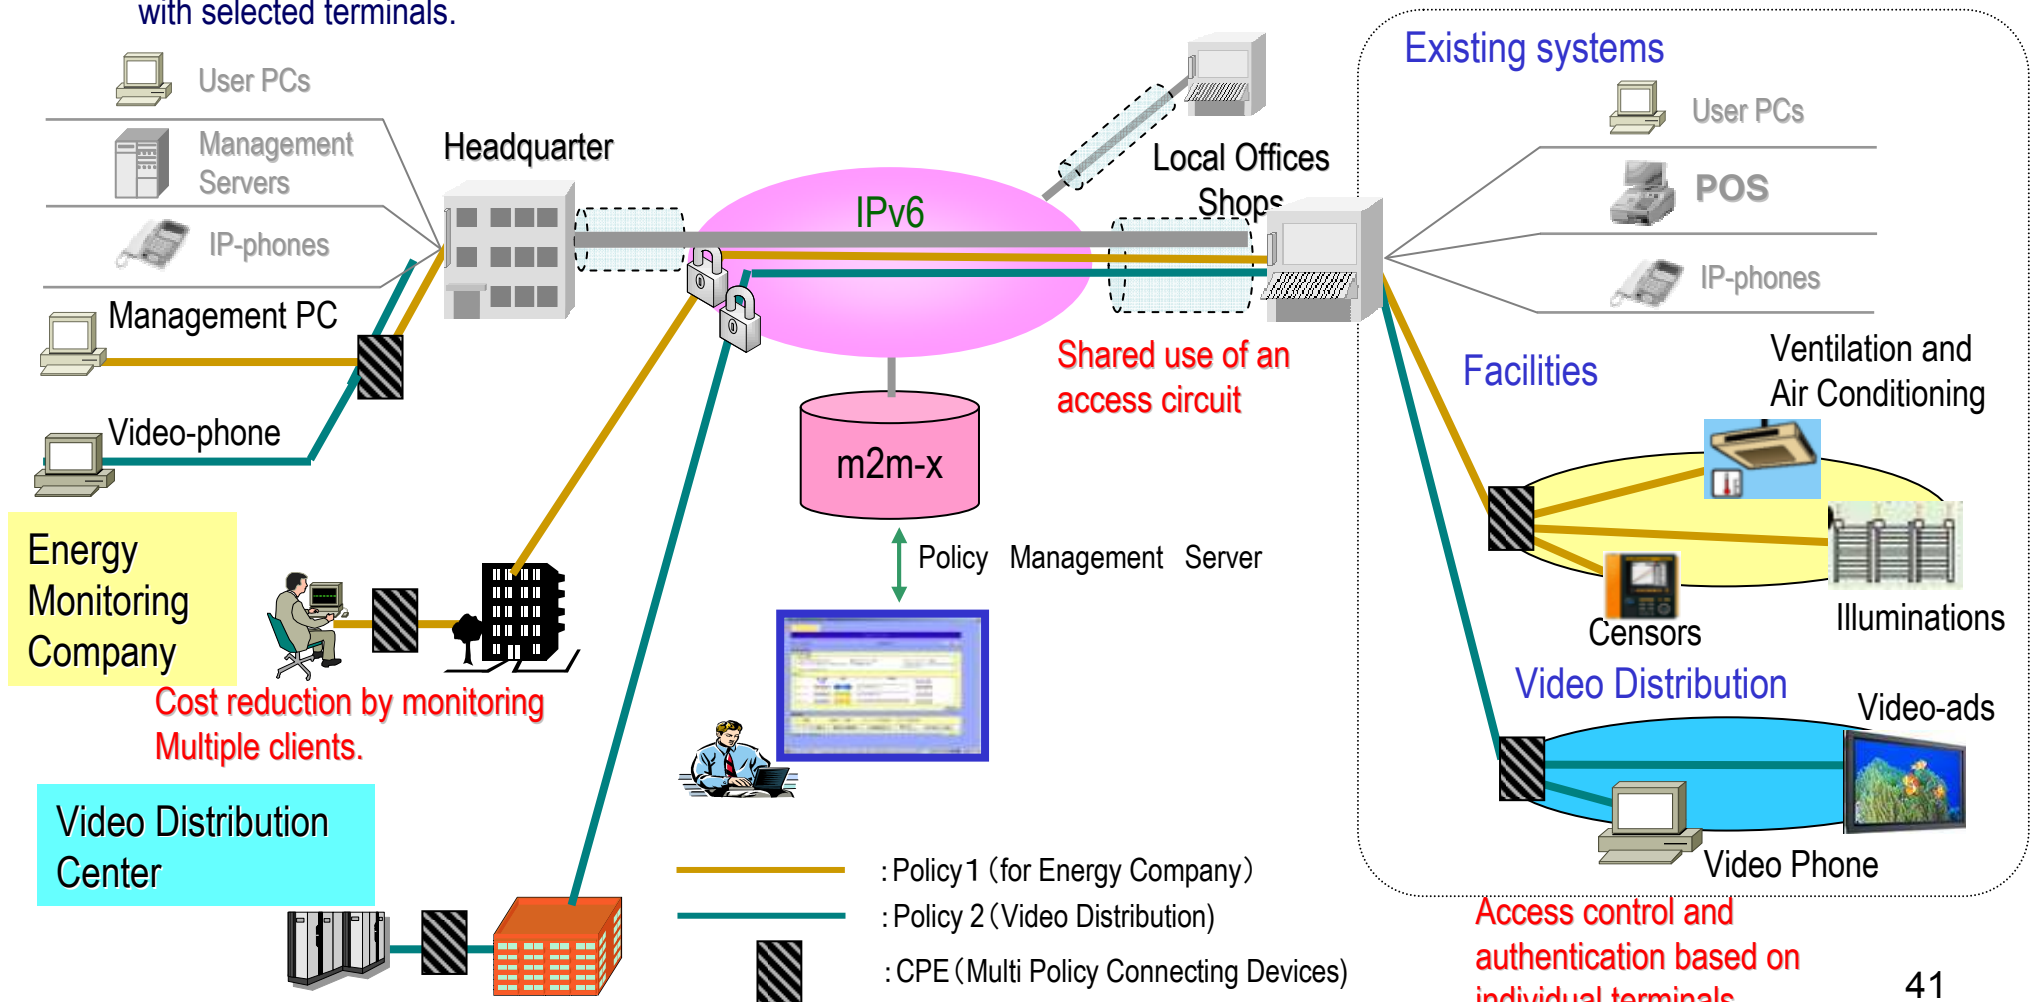 with selected terminals.
User PCs
Management
Servers
IP-phones
Headquarter
Management PC
Video-phone
IPv6
Local Offices
Shops
Existing systems
User PCs
POS
IP-phones
Shared use of an
access circuit
Facilities
Ventilation and
Air Conditioning
m2m-x
Policy Management Server
Energy
Monitoring
Company
Cost reduction by monitoring
Multiple clients.
Censors
Illuminations
Video Distribution
Video-ads
Video Phone
Video Distribution
Center
:Policy1（for Energy Company）
:Policy 2（Video Distribution)
:CPE（Multi Policy Connecting Devices)
Access control and
authentication based on
individual terminals
41